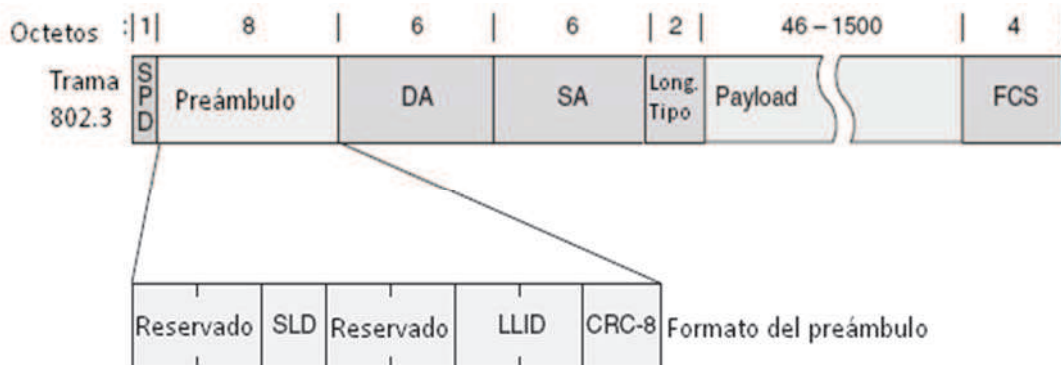 Octetos :|1| 8 | 6 | 6 | 2 | 46 – 1500 | 4 |
Trama 802.3
SPD
Preámbulo
DA
SA
Long. Tipo
Payload
FCS
Reservado
SLD
Reservado
LLID
CRC-8
Formato del preámbulo